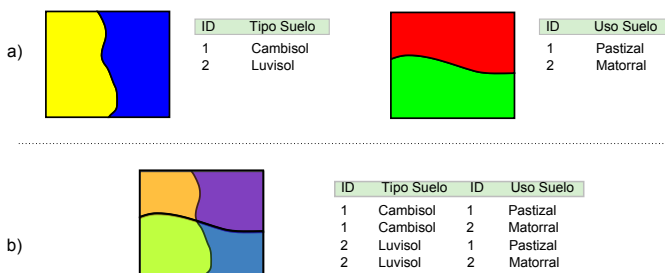 a)
ID Tipo Suelo
1 Cambisol
2 Luvisol
ID Uso Suelo
1 Pastizal
2 Matorral
b)
ID Tipo Suelo ID Uso Suelo
1 Cambisol 1 Pastizal
1 Cambisol 2 Matorral
2 Luvisol 1 Pastizal
2 Luvisol 2 Matorral